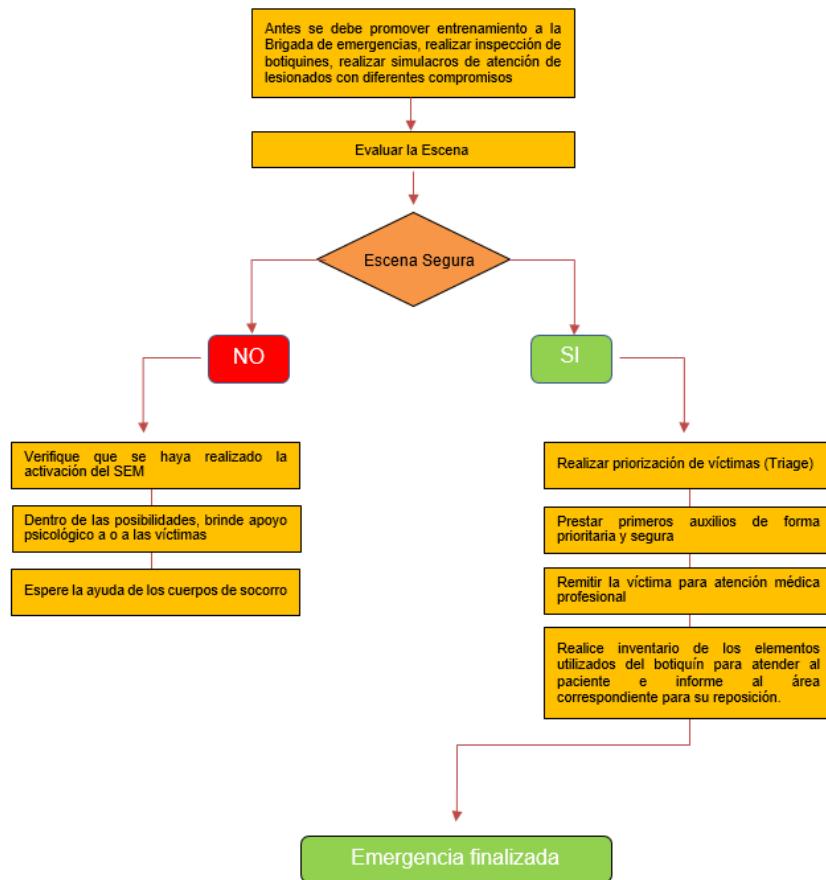 Antes se debe promover entrenamiento a la
Brigada de emergencias, realizar inspección de
botiquines, realizar simulacros de atención de
lesionados con diferentes compromisos
Evaluar la Escena
Escena Segura
NO
SI
Verifique que se haya realizado la
activación del SEM
Dentro de las posibilidades, brinde apoyo
psicológico a o a las víctimas
Espere la ayuda de los cuerpos de socorro
Realizar priorización de víctimas (Triage)
Prestar primeros auxilios de forma
prioritaria y segura
Remitir la víctima para atención médica
profesional
Realice inventario de los elementos
utilizados del botiquín para atender al
paciente e informe al área
correspondiente para su reposición.
Emergencia finalizada